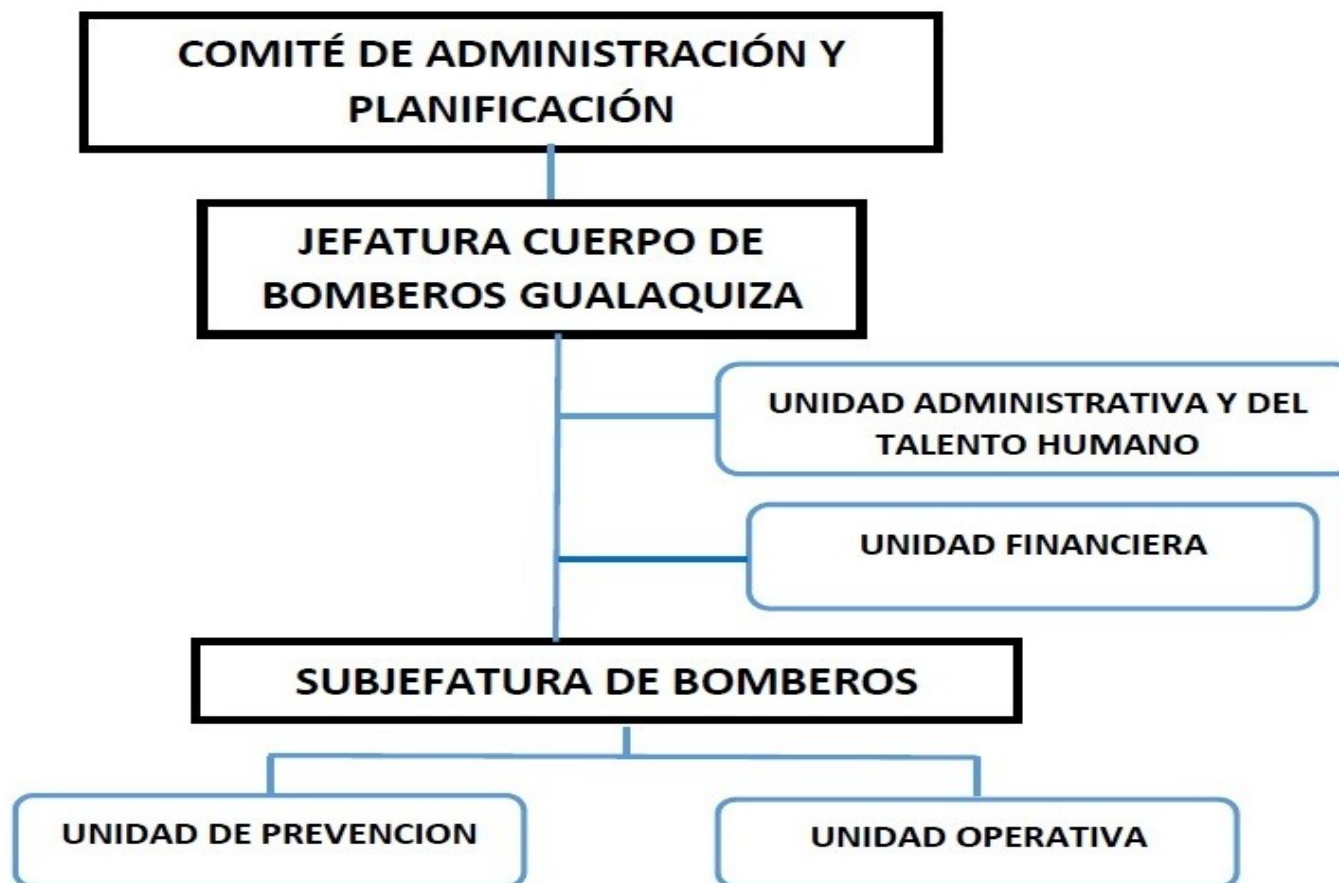 COMITÉ DE ADMINISTRACIÓN Y
PLANIFICACIÓN
JEFATURA CUERPO DE
BOMBEROS GUALAQUIZA
UNIDAD ADMINISTRATIVA Y DEL
TALENTO HUMANO
UNIDAD FINANCIERA
SUBJEFATURA DE BOMBEROS
UNIDAD DE PREVENCION
UNIDAD OPERATIVA